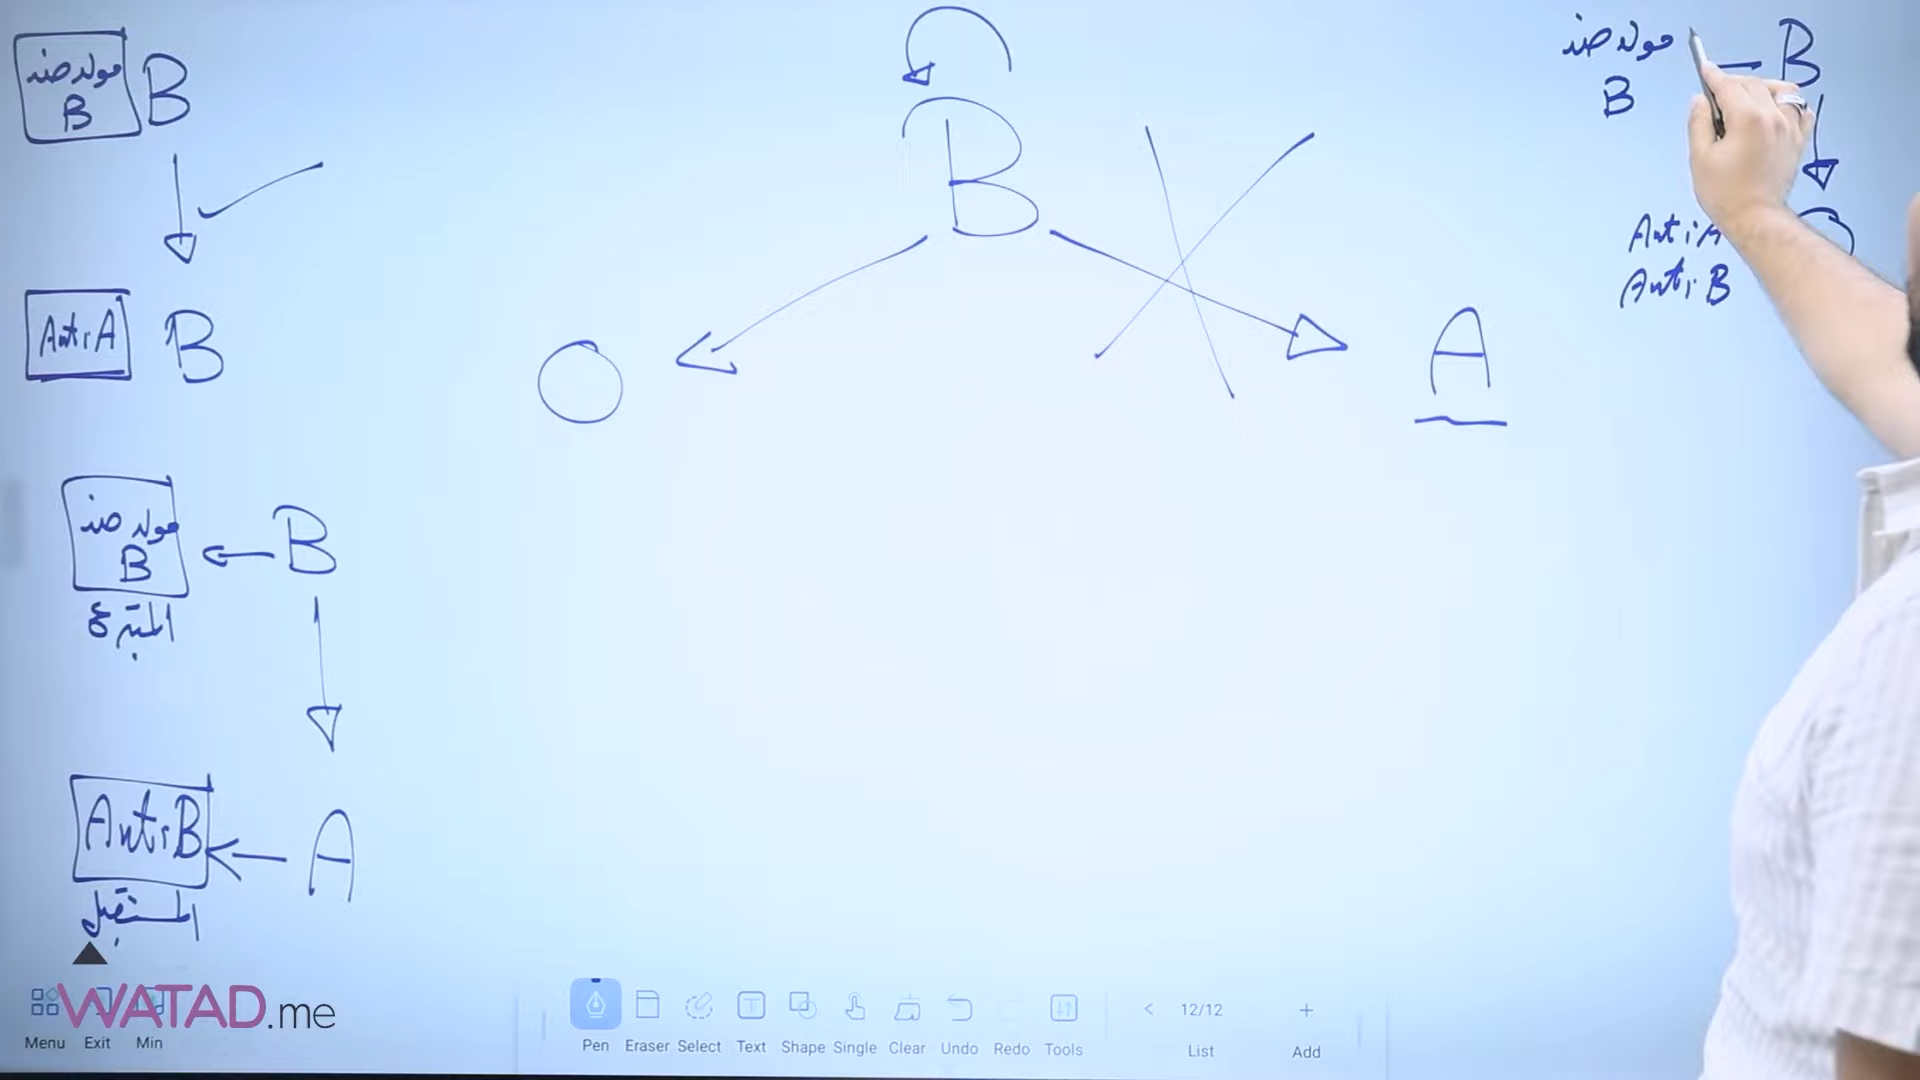 مولد ضد
B
B
Anti A
B
مولد ضد
B
B
المتبرع
Anti B
A
المستقبل
B
O
A
مولد ضد
B
B
Anti A
Anti B
WATAD.me
Menu
Exit
Min
Pen
Eraser
Select
Text
Shape
Single
Clear
Undo
Redo
Tools
<
12/12
+
List
Add